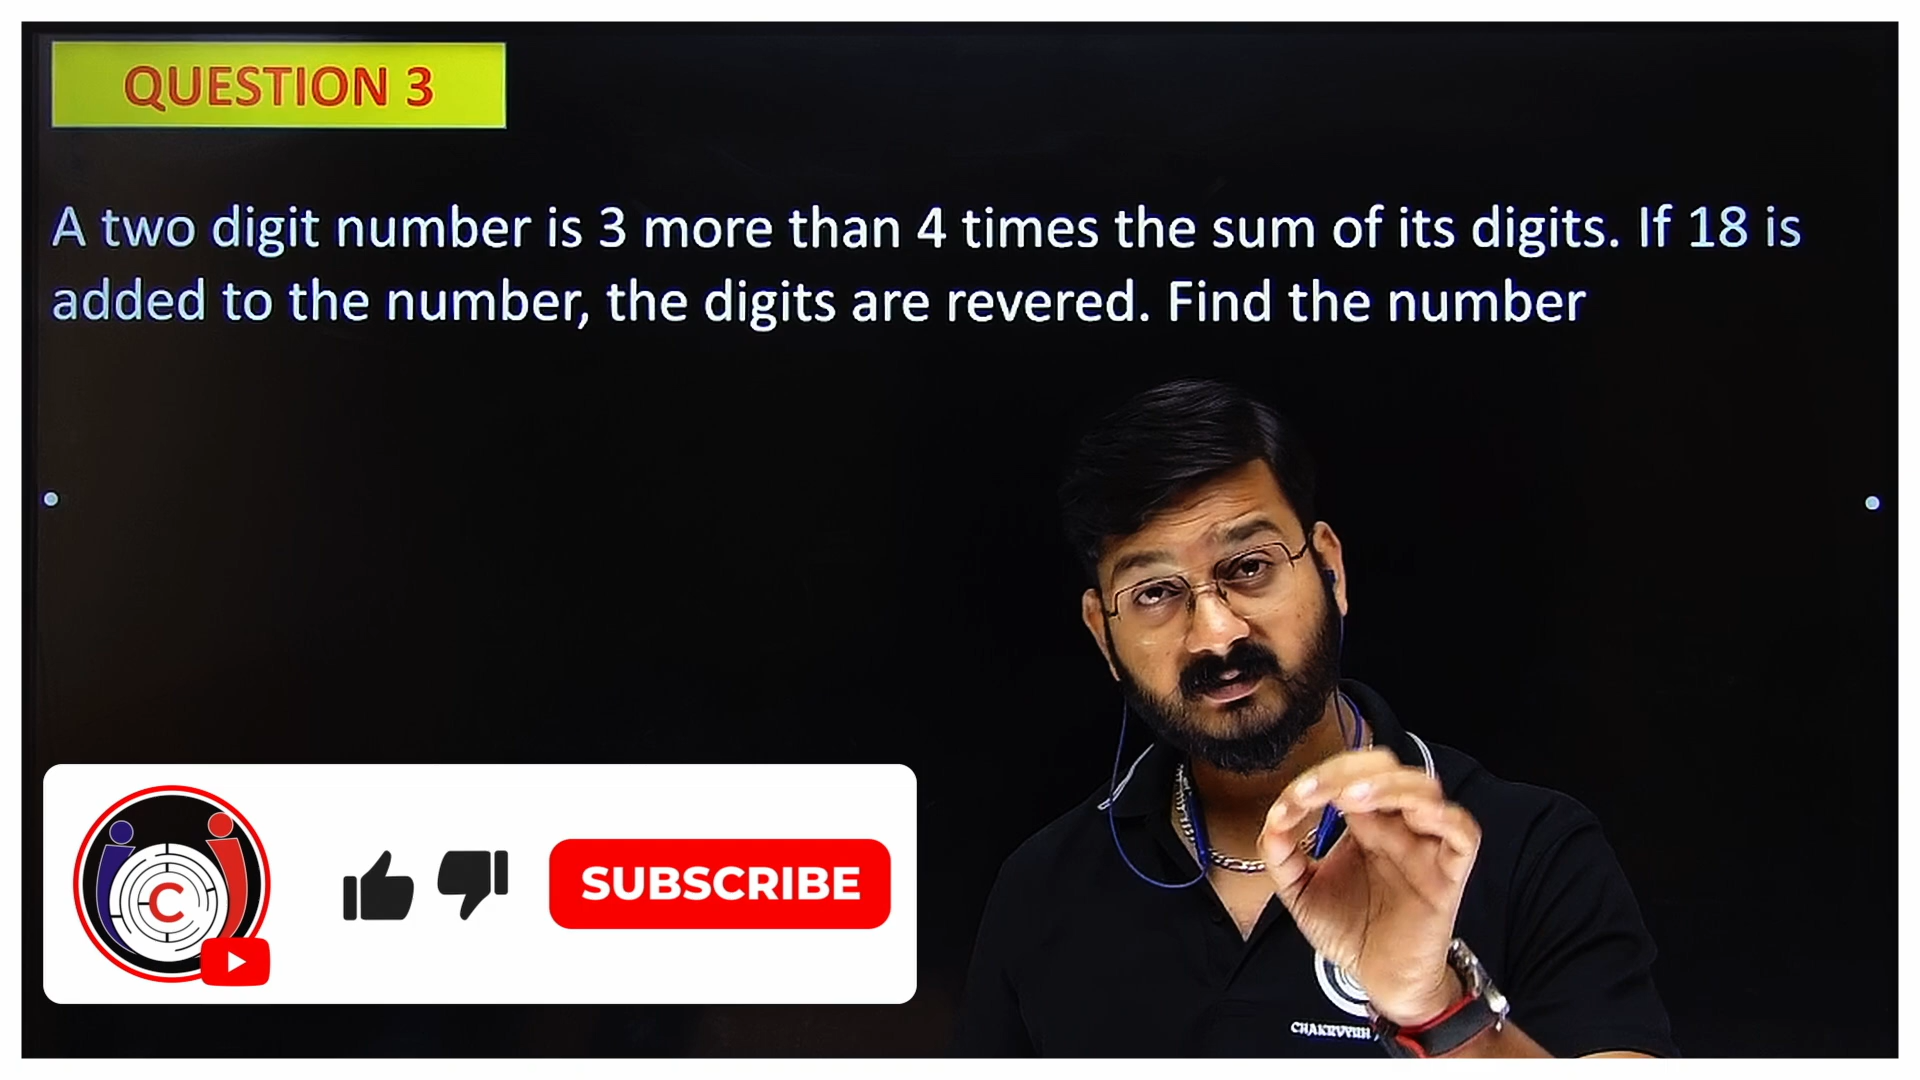 QUESTION 3
A two digit number is 3 more than 4 times the sum of its digits. If 18 is
added to the number, the digits are revered. Find the number
C
SUBSCRIBE